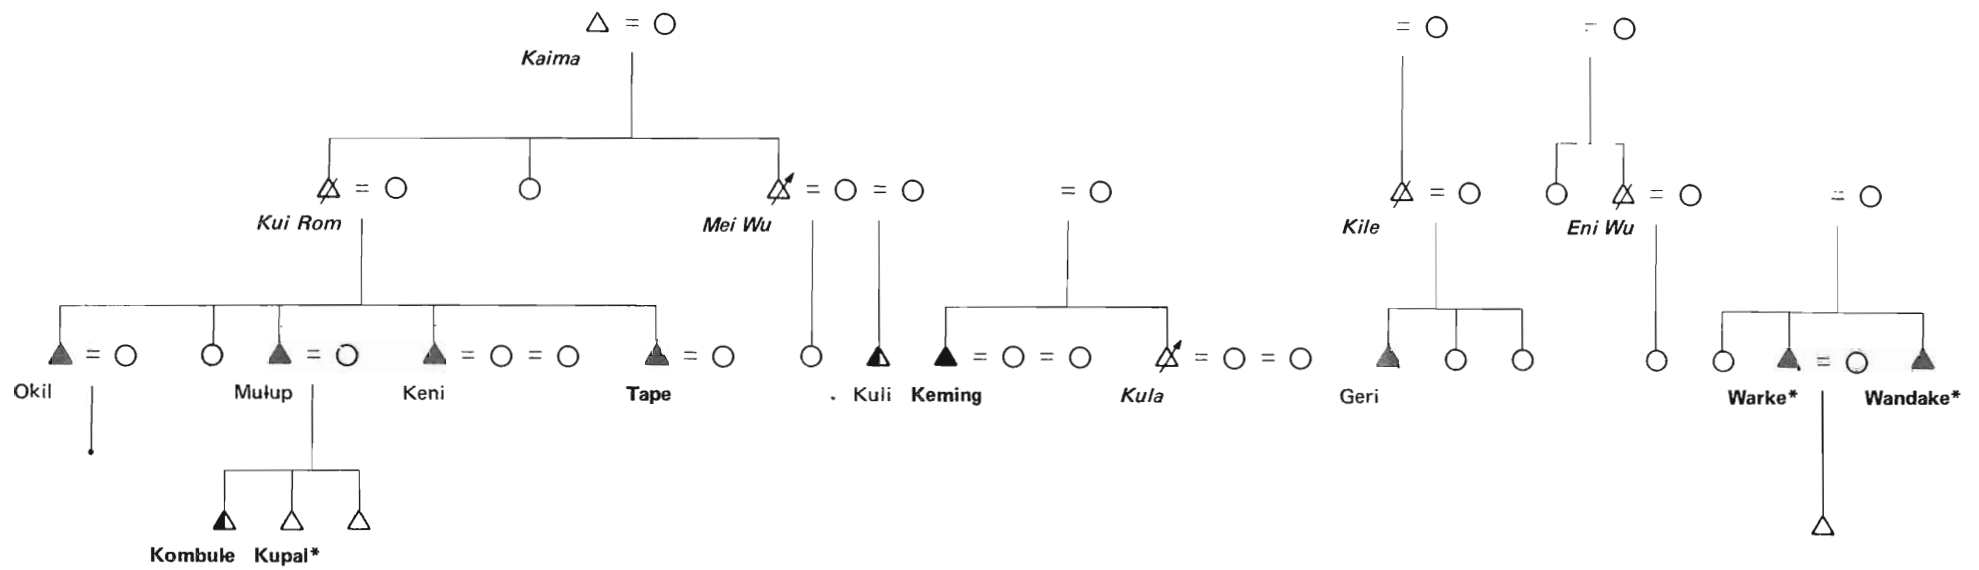 Kaima
Kui Rom Mei Wu Kile Eni Wu
Okil Mułup Keni Tape Kuli Keming Kula Geri Warke* Wandake*
Kombule Kupal*